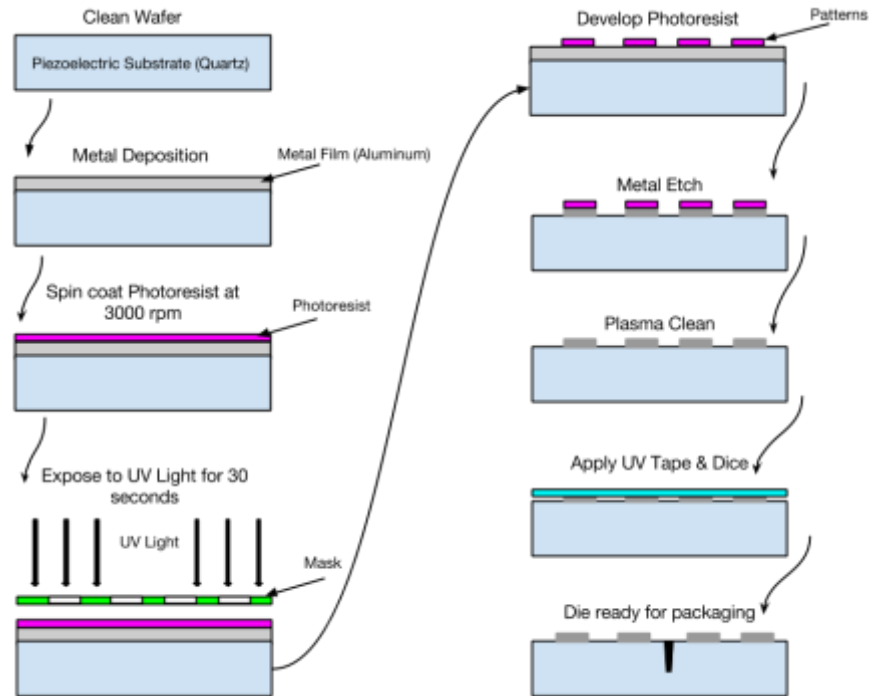 Clean Wafer
Piezoelectric Substrate (Quartz)
Metal Deposition
Metal Film (Aluminum)
Spin coat Photoresist at
3000 rpm
Photoresist
Expose to UV Light for 30
seconds
UV Light
Mask
Develop Photoresist
Patterns
Metal Etch
Plasma Clean
Apply UV Tape & Dice
Die ready for packaging